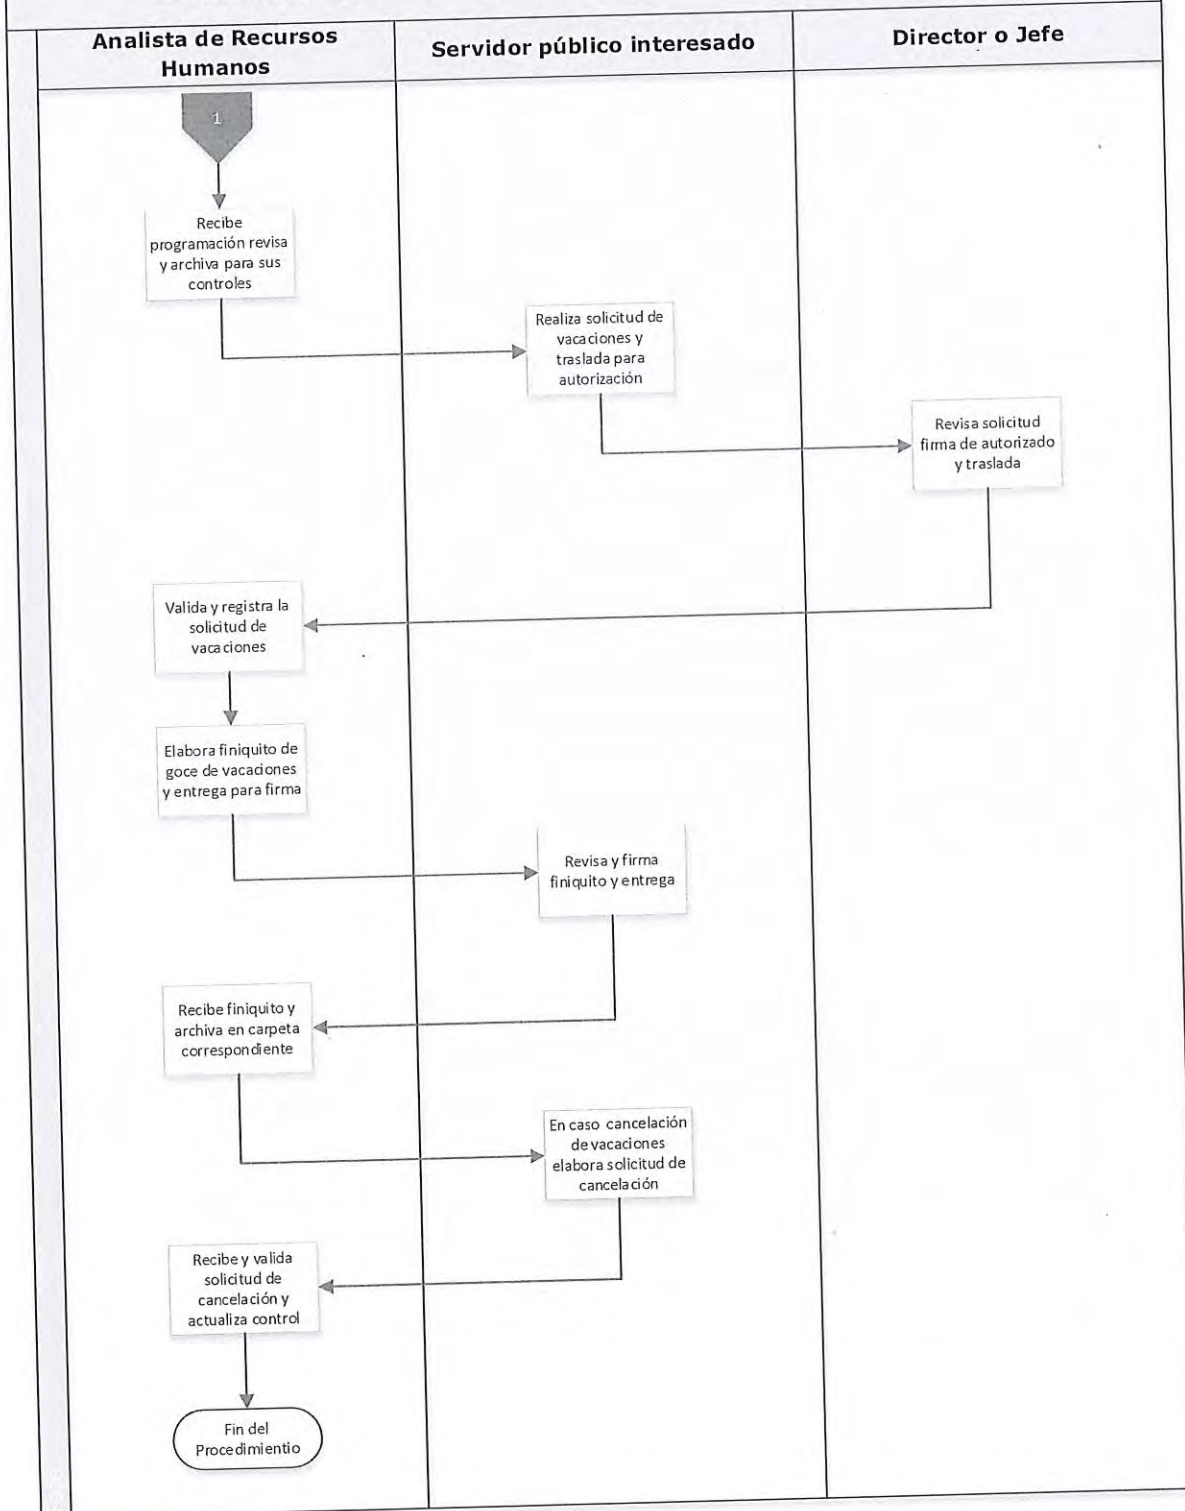 Analista de Recursos
Humanos
Servidor público interesado
Director o Jefe
1
Recibe
programación revisa
y archiva para sus
controles
Realiza solicitud de
vacaciones y
traslada para
autorización
Revisa solicitud
firma de autorizado
y traslada
Valida y registra la
solicitud de
vacaciones
Elabora finiquito de
goce de vacaciones
y entrega para firma
Revisa y firma
finiquito y entrega
Recibe finiquito y
archiva en carpeta
correspondiente
En caso cancelación
de vacaciones
elabora solicitud de
cancelación
Recibe y valida
solicitud de
cancelación y
actualiza control
Fin del
Procedimientio